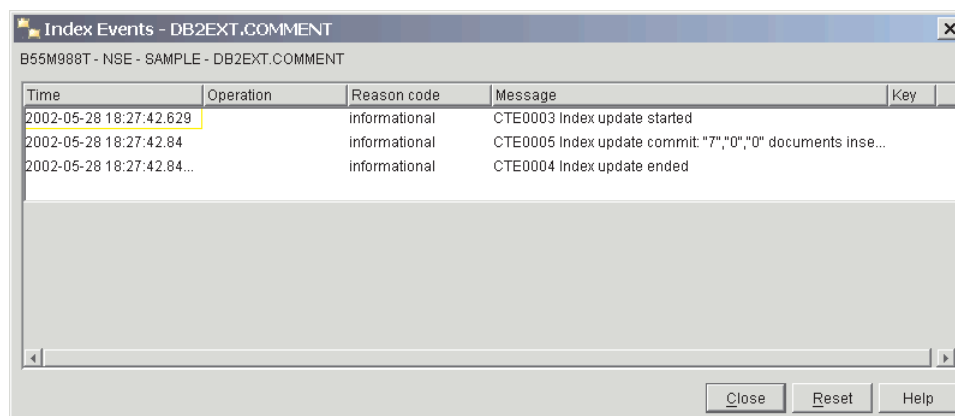 Index Events - DB2EXT.COMMENT
B55M988T - NSE - SAMPLE - DB2EXT.COMMENT
Time Operation Reason code Message Key
2002-05-28 18:27:42.629 informational CTE0003 Index update started
2002-05-28 18:27:42.84 informational CTE0005 Index update commit: "7","0","0" documents inse...
2002-05-28 18:27:42.84... informational CTE0004 Index update ended
Close Reset Help